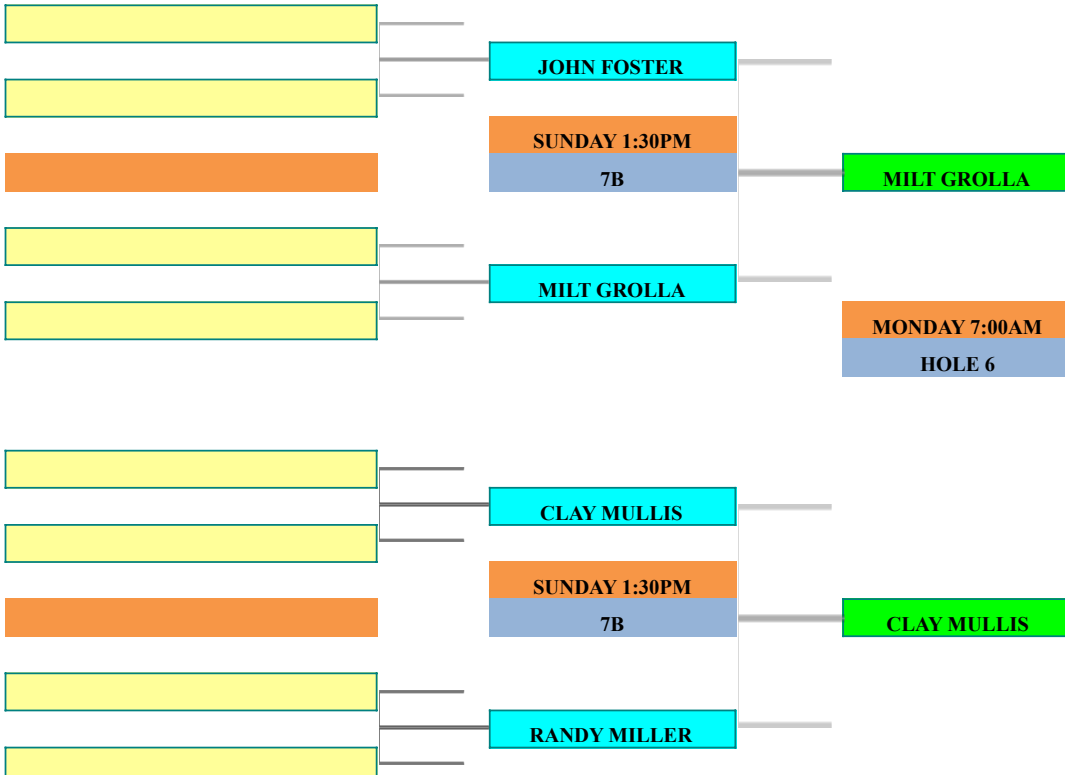 JOHN FOSTER
SUNDAY 1:30PM
7B
MILT GROLLA
MILT GROLLA
MONDAY 7:00AM
HOLE 6
CLAY MULLIS
SUNDAY 1:30PM
7B
CLAY MULLIS
RANDY MILLER